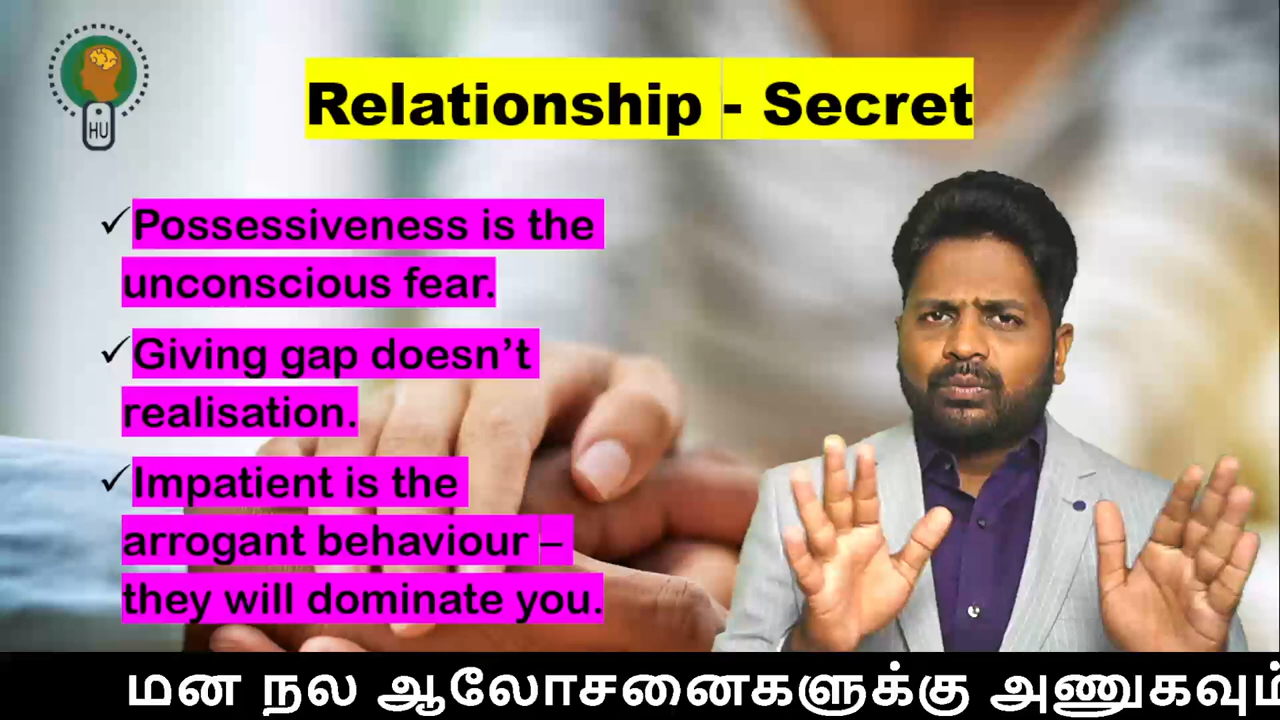 HU
Relationship - Secret
✓Possessiveness is the
unconscious fear.
✓Giving gap doesn’t
realisation.
✓Impatient is the
arrogant behaviour –
they will dominate you.
மன நல ஆலோசனைகளுக்கு அணுகவும்